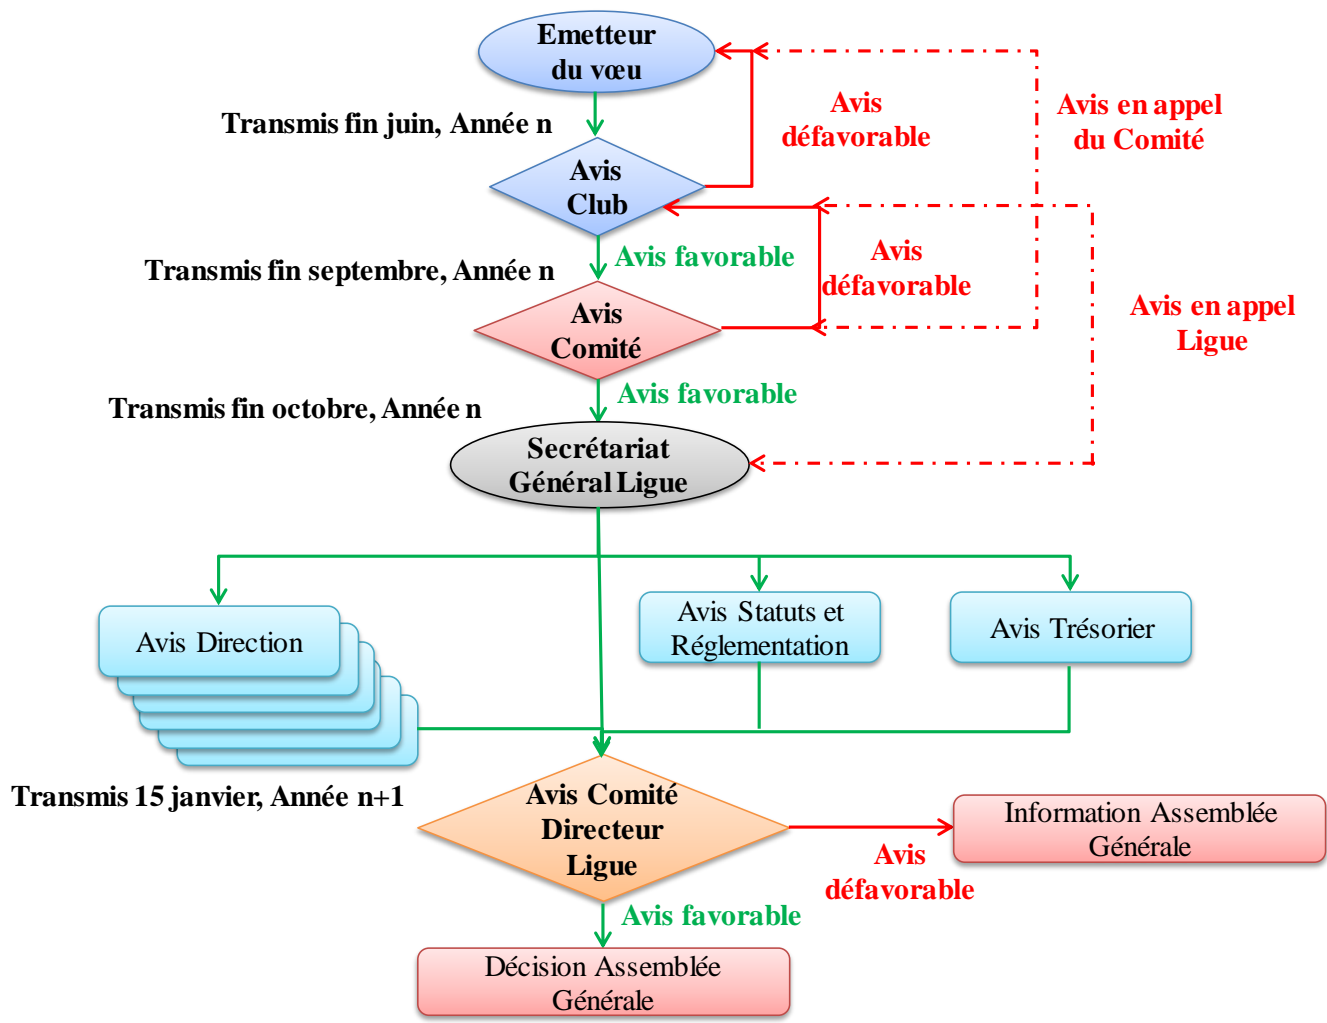 Emetteur
du vœu
Transmis fin juin, Année n
Avis
défavorable
Avis en appel
du Comité
Avis
Club
Avis favorable
Transmis fin septembre, Année n
Avis
défavorable
Avis en appel
Ligue
Avis
Comité
Avis favorable
Transmis fin octobre, Année n
Secrétariat
Général Ligue
Avis Direction
Avis Statuts et
Réglementation
Avis Trésorier
Transmis 15 janvier, Année n+1
Avis Comité
Directeur
Ligue
Avis
défavorable
Information Assemblée
Générale
Avis favorable
Décision Assemblée
Générale